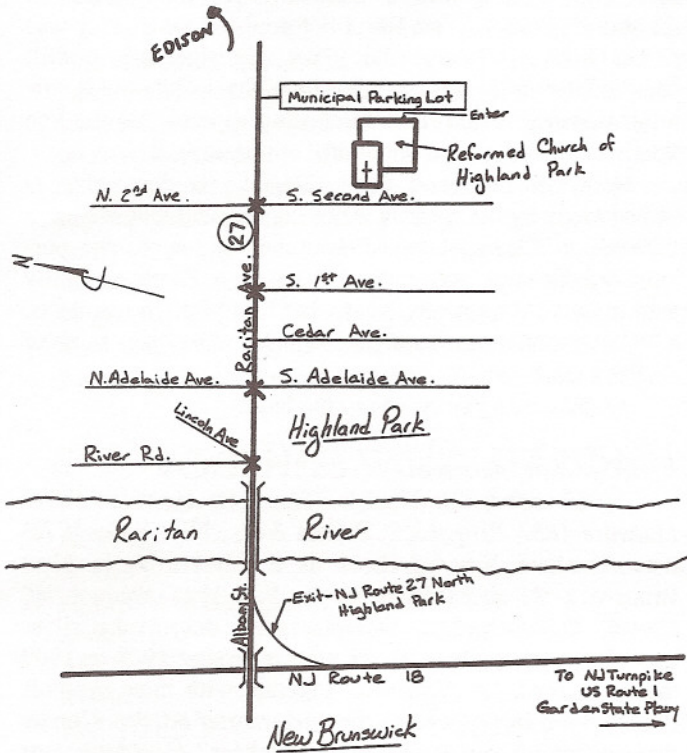 EDISON
Municipal Parking Lot
Enter
Reformed Church of
Highland Park
N. 2nd Ave.
S. Second Ave.
27
N
Raritan Ave.
S. 1st Ave.
Cedar Ave.
N. Adelaide Ave.
S. Adelaide Ave.
Lincoln Ave
Highland Park
River Rd.
Raritan River
Albany St.
Exit-NJ Route 27 North
Highland Park
NJ Route 18
To NJ Turnpike
US Route 1
Garden State Pkwy
New Brunswick